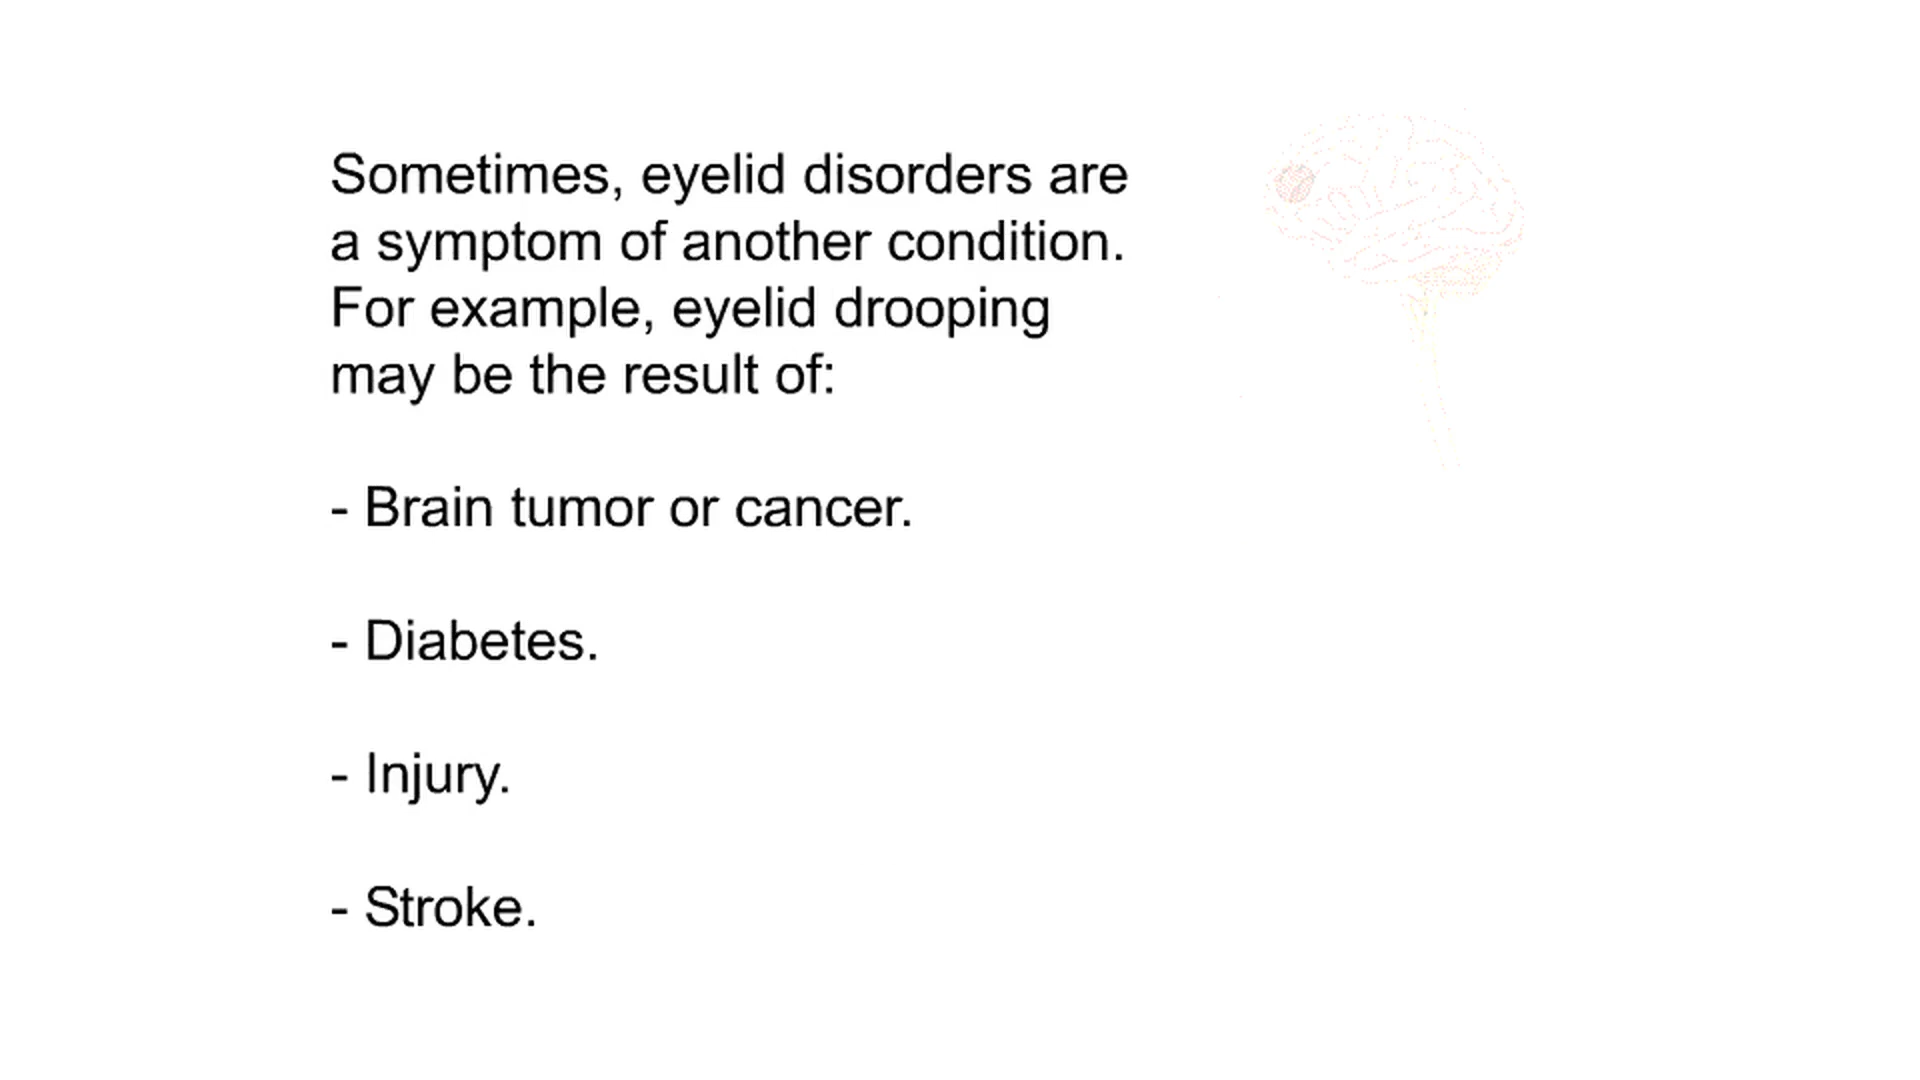 Sometimes, eyelid disorders are
a symptom of another condition.
For example, eyelid drooping
may be the result of:
- Brain tumor or cancer.
- Diabetes.
- Injury.
- Stroke.